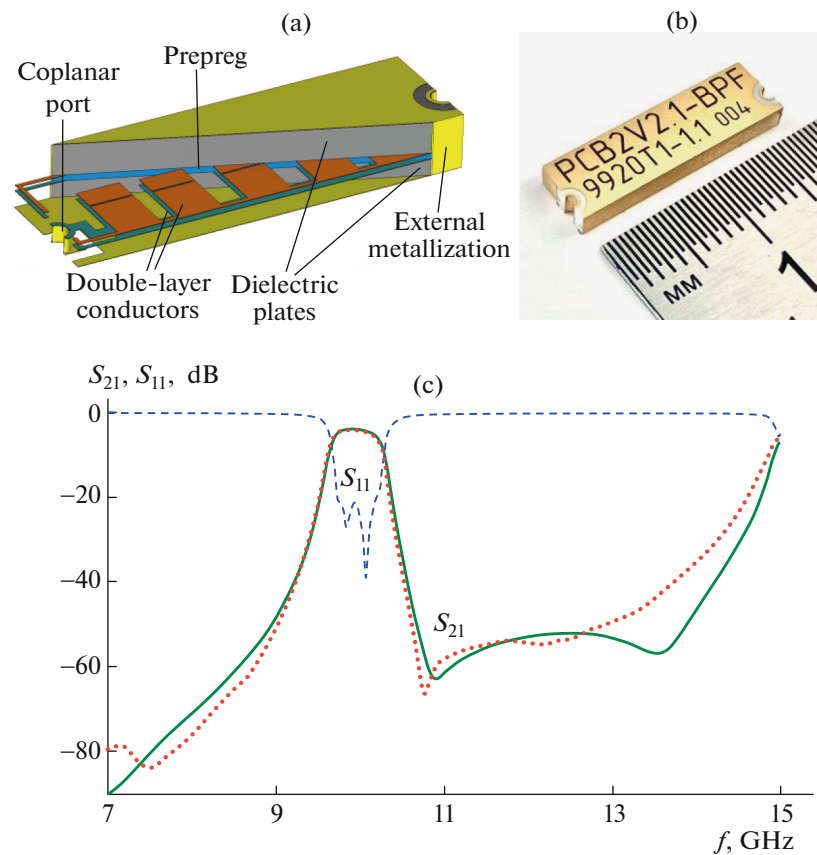 (a)
Prepreg
Coplanar
port
External
metallization
Double-layer
conductors
Dielectric
plates
(b)
PCB2V2.1-BPF
9920T1-1.1 004
MM
1
(c)
S21, S11, dB
0
−20
−40
−60
−80
S11
S21
7
9
11
13
15
f, GHz